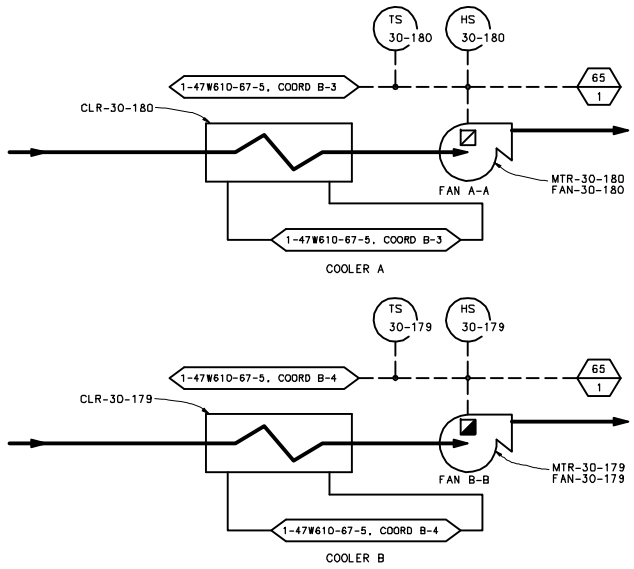 TS
30-180
HS
30-180
1-47W610-67-5, COORD B-3
65
1
CLR-30-180
FAN A-A
MTR-30-180
FAN-30-180
1-47W610-67-5, COORD B-3
COOLER A
TS
30-179
HS
30-179
1-47W610-67-5, COORD B-4
65
1
CLR-30-179
FAN B-B
MTR-30-179
FAN-30-179
1-47W610-67-5, COORD B-4
COOLER B